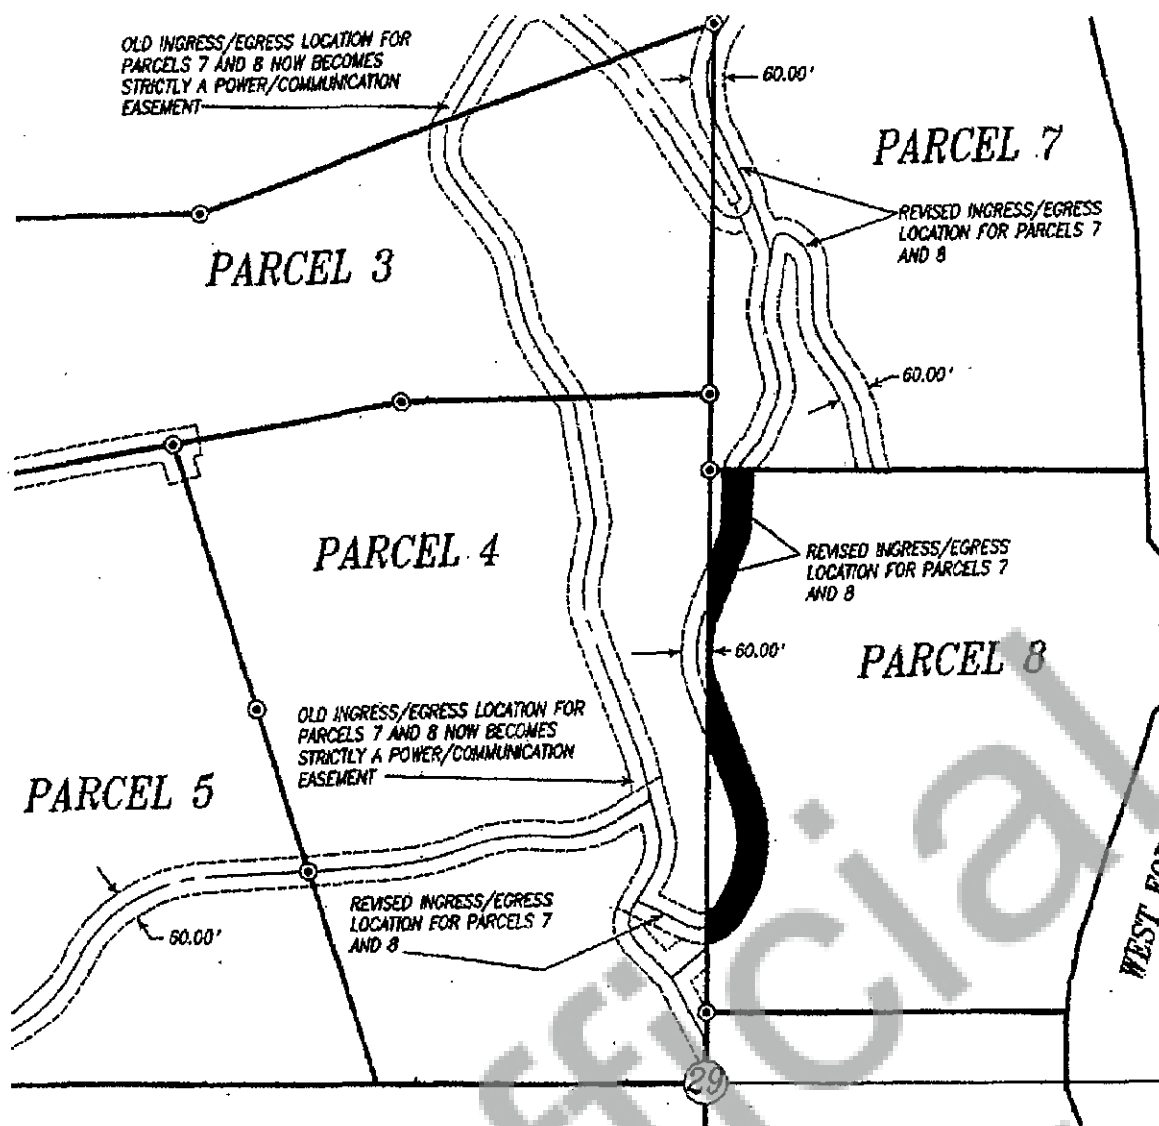 OLD INGRESS/EGRESS LOCATION FOR
PARCELS 7 AND 8 NOW BECOMES
STRICTLY A POWER/COMMUNICATION
EASEMENT
60.00'
PARCEL 7
REVISED INGRESS/EGRESS
LOCATION FOR PARCELS 7
AND 8
PARCEL 3
60.00'
PARCEL 4
REVISED INGRESS/EGRESS
LOCATION FOR PARCELS 7
AND 8
60.00'
PARCEL 8
OLD INGRESS/EGRESS LOCATION FOR
PARCELS 7 AND 8 NOW BECOMES
STRICTLY A POWER/COMMUNICATION
EASEMENT
PARCEL 5
REVISED INGRESS/EGRESS
LOCATION FOR PARCELS 7
AND 8
60.00'
WEST
29
fficial